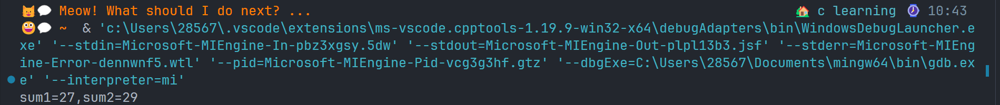 Meow! What should I do next? ... c learning 10:43
~ & 'c:\Users\28567\.vscode\extensions\ms-vscode.cpptools-1.19.9-win32-x64\debugAdapters\bin\WindowsDebugLauncher.e
xe' '--stdin=Microsoft-MIEngine-In-pbz3xgsy.5dw' '--stdout=Microsoft-MIEngine-Out-plpl13b3.jsf' '--stderr=Microsoft-MIEng
ine-Error-dennwnf5.wtl' '--pid=Microsoft-MIEngine-Pid-vcg3g3hf.gtz' '--dbgExe=C:\Users\28567\Documents\mingw64\bin\gdb.ex
e' '--interpreter=mi'
sum1=27,sum2=29